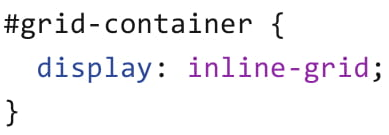 #grid-container {
  display: inline-grid;
}